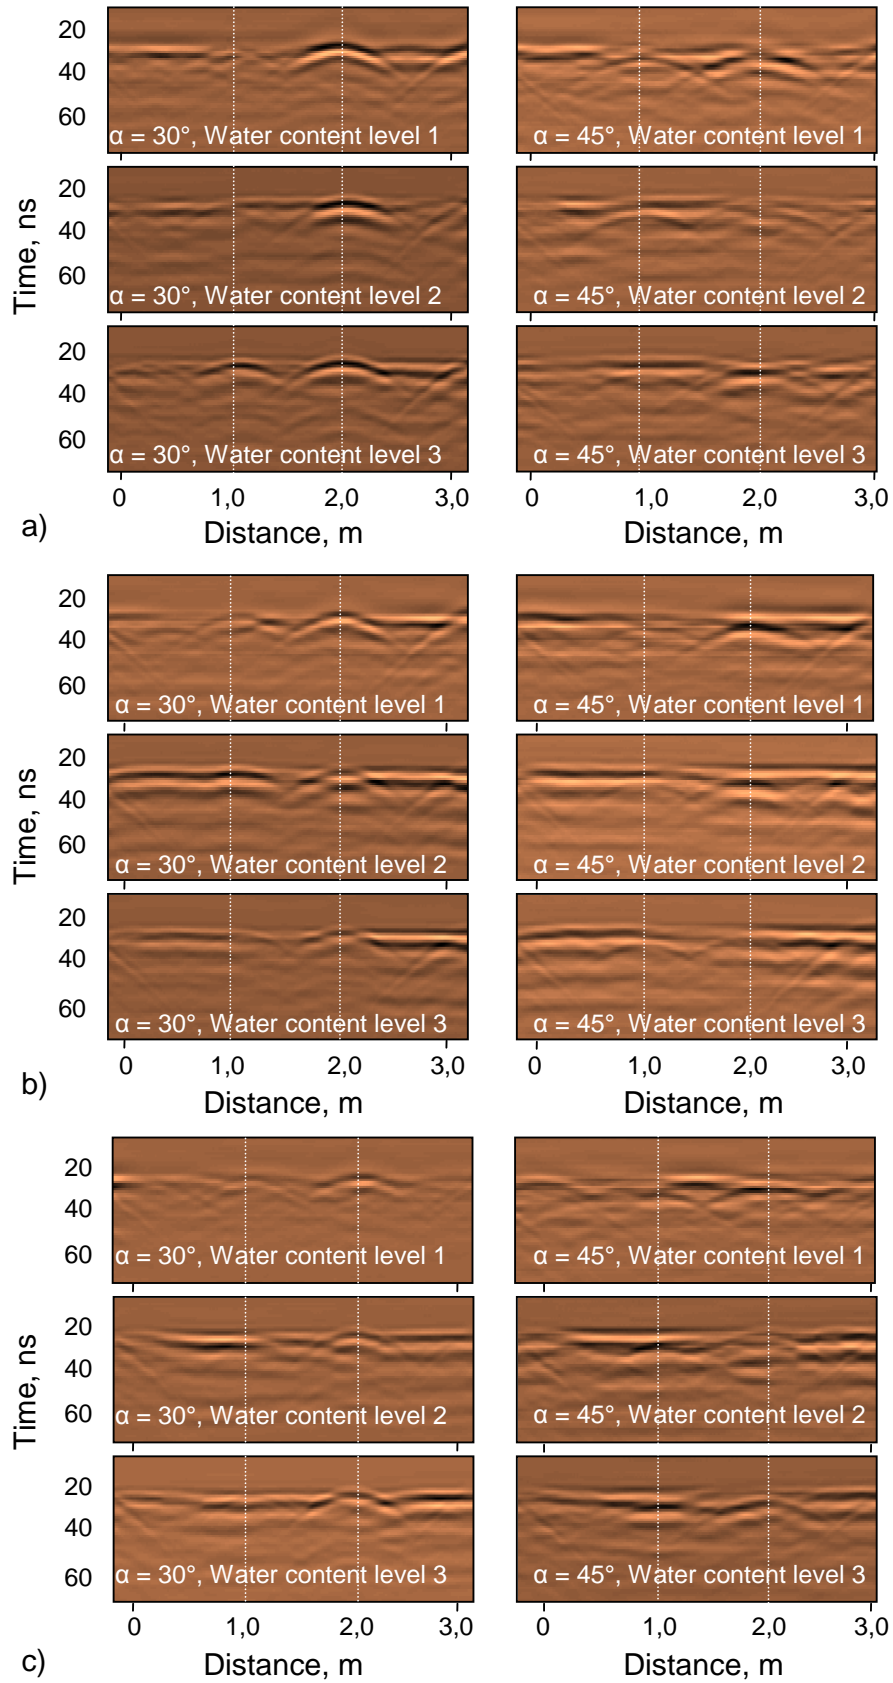 20
40
60
α = 30°, Water content level 1
α = 45°, Water content level 1
20
40
60
Time, ns
α = 30°, Water content level 2
α = 45°, Water content level 2
20
40
60
α = 30°, Water content level 3
α = 45°, Water content level 3
0 1,0 2,0 3,0
0 1,0 2,0 3,0
a)
Distance, m
Distance, m
20
40
60
α = 30°, Water content level 1
α = 45°, Water content level 1
20
40
60
Time, ns
α = 30°, Water content level 2
α = 45°, Water content level 2
20
40
60
α = 30°, Water content level 3
α = 45°, Water content level 3
0 1,0 2,0 3,0
0 1,0 2,0 3,0
b)
Distance, m
Distance, m
20
40
60
α = 30°, Water content level 1
α = 45°, Water content level 1
20
40
60
Time, ns
α = 30°, Water content level 2
α = 45°, Water content level 2
20
40
60
α = 30°, Water content level 3
α = 45°, Water content level 3
0 1,0 2,0 3,0
0 1,0 2,0 3,0
c)
Distance, m
Distance, m